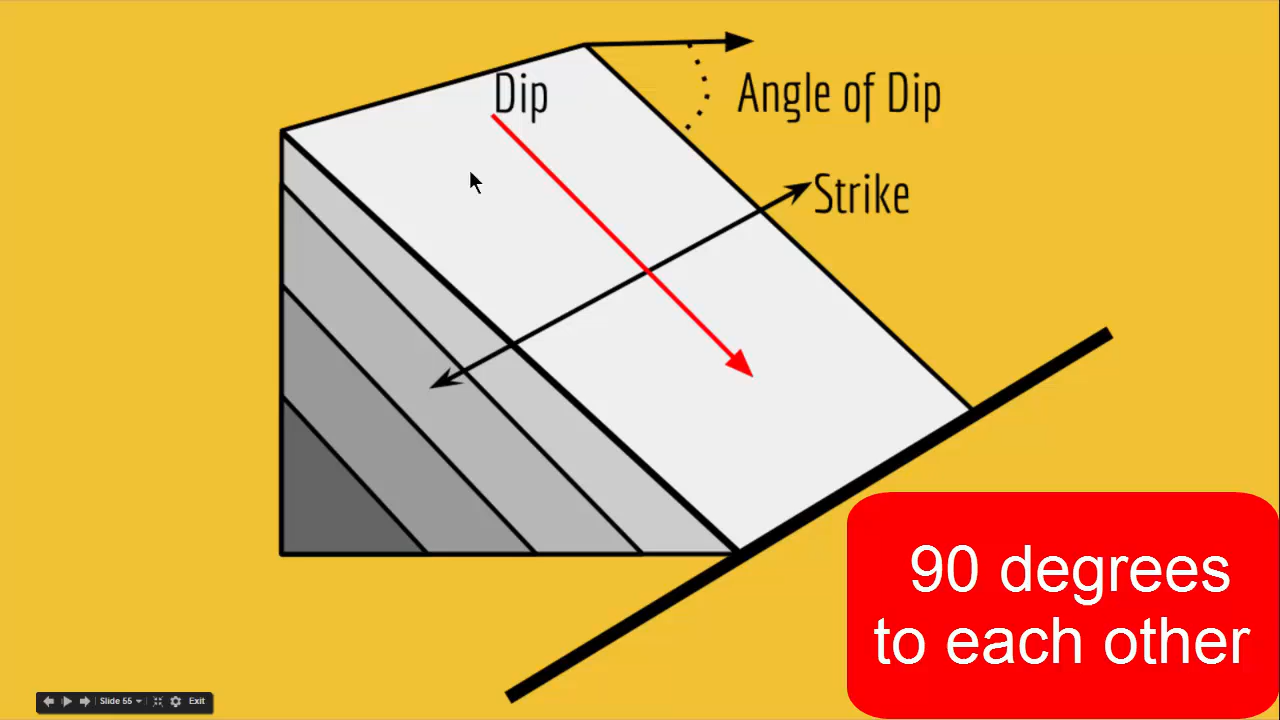 Dip
Angle of Dip
Strike
90 degrees
to each other
Slide 55
Exit